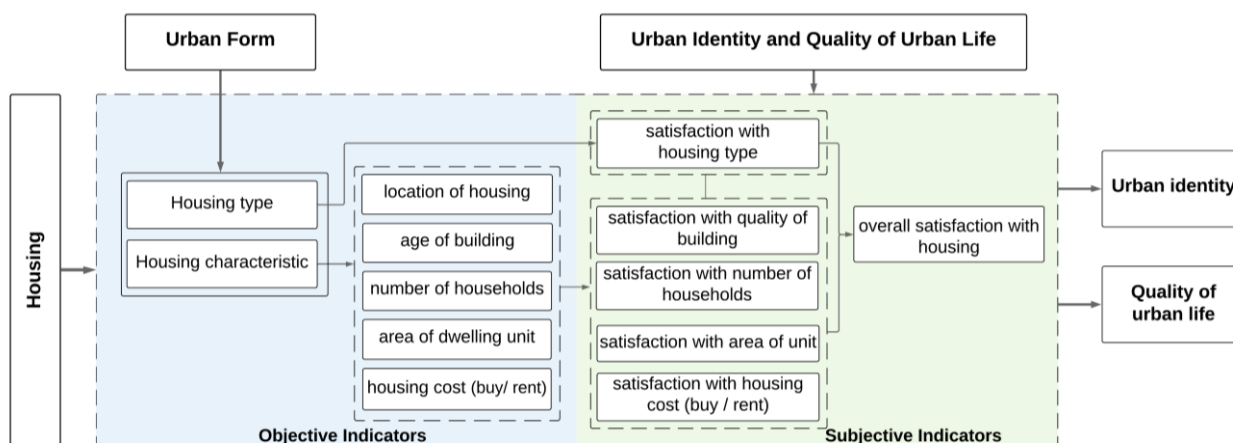 Urban Form
Urban Identity and Quality of Urban Life
Housing
Housing type
Housing characteristic
location of housing
age of building
number of households
area of dwelling unit
housing cost (buy/ rent)
Objective Indicators
satisfaction with
housing type
satisfaction with quality of
building
satisfaction with number of
households
satisfaction with area of unit
satisfaction with housing
cost (buy / rent)
overall satisfaction with
housing
Subjective Indicators
Urban identity
Quality of
urban life